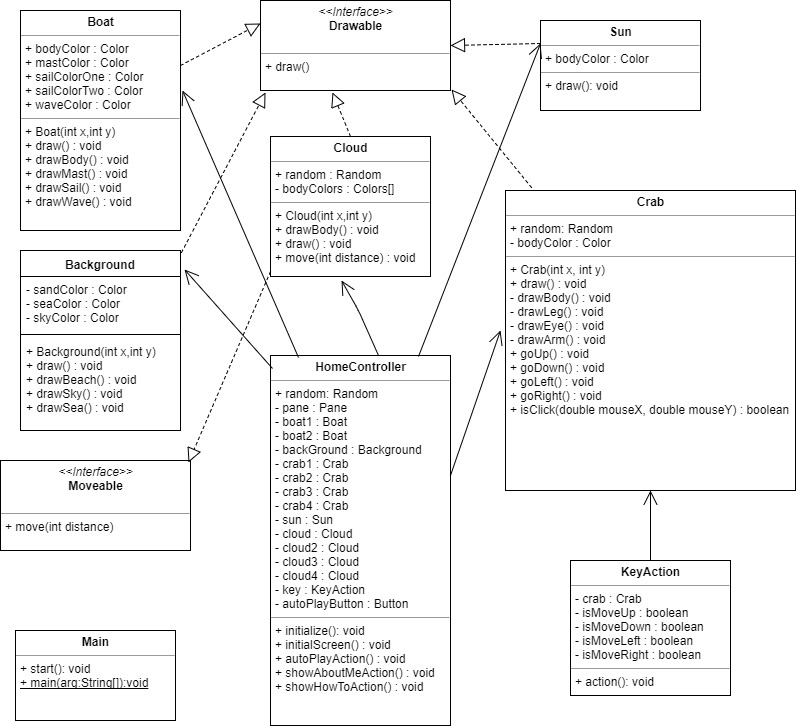 Boat
+ bodyColor : Color
+ mastColor : Color
+ sailColorOne : Color
+ sailColorTwo : Color
+ waveColor : Color
+ Boat(int x,int y)
+ draw() : void
+ drawBody() : void
+ drawMast() : void
+ drawSail() : void
+ drawWave() : void
<<Interface>>
Drawable
+ draw()
Sun
+ bodyColor : Color
+ draw(): void
Cloud
+ random : Random
- bodyColors : Colors[]
+ Cloud(int x,int y)
+ drawBody() : void
+ draw() : void
+ move(int distance) : void
Crab
+ random: Random
- bodyColor : Color
+ Crab(int x, int y)
+ draw() : void
- drawBody() : void
- drawLeg() : void
- drawEye() : void
- drawArm() : void
+ goUp() : void
+ goDown() : void
+ goLeft() : void
+ goRight() : void
+ isClick(double mouseX, double mouseY) : boolean
Background
- sandColor : Color
- seaColor : Color
- skyColor : Color
+ Background(int x,int y)
+ draw() : void
+ drawBeach() : void
+ drawSky() : void
+ drawSea() : void
HomeController
+ random: Random
- pane : Pane
- boat1 : Boat
- boat2 : Boat
- backGround : Background
- crab1 : Crab
- crab2 : Crab
- crab3 : Crab
- crab4 : Crab
- sun : Sun
- cloud : Cloud
- cloud2 : Cloud
- cloud3 : Cloud
- cloud4 : Cloud
- key : KeyAction
- autoPlayButton : Button
+ initialize(): void
+ initialScreen() : void
+ autoPlayAction() : void
+ showAboutMeAction() : void
+ showHowToAction() : void
<<Interface>>
Moveable
+ move(int distance)
KeyAction
- crab : Crab
- isMoveUp : boolean
- isMoveDown : boolean
- isMoveLeft : boolean
- isMoveRight : boolean
+ action(): void
Main
+ start(): void
+ main(arg:String[]):void